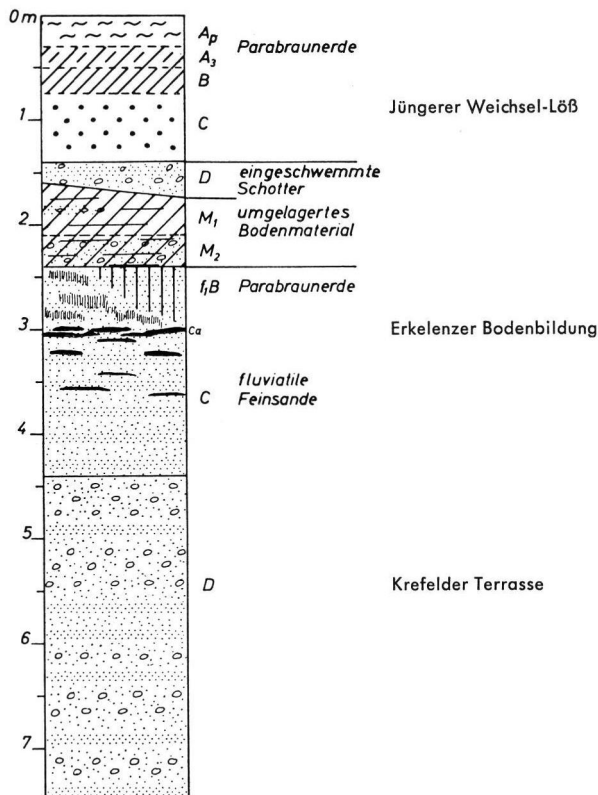 0 m
Ap
Parabraunerde
A3
B
Jüngerer Weichsel-Löß
1
C
D eingeschwemmte
Schotter
2
M1 umgelagertes
Bodenmaterial
M2
f1B Parabraunerde
3
Ca
Erkelenzer Bodenbildung
fluviatile
C Feinsande
4
5
D
Krefelder Terrasse
6
7